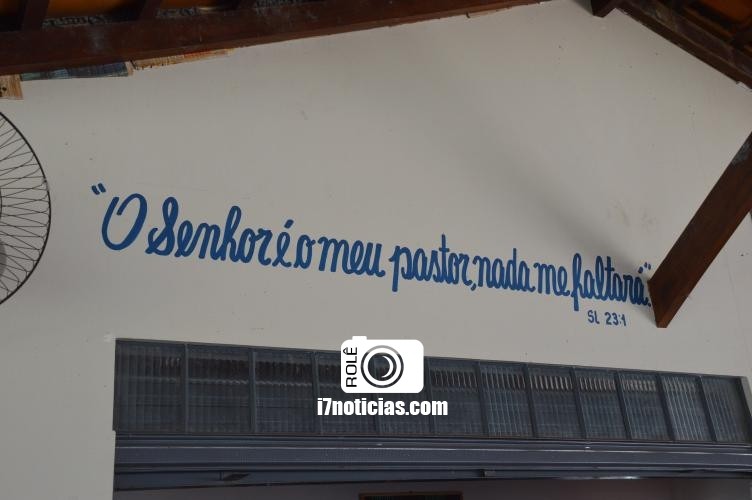 "O Senhor é o meu pastor, nada me faltará".
SL 23:1
ROLÊ
i7noticias.com